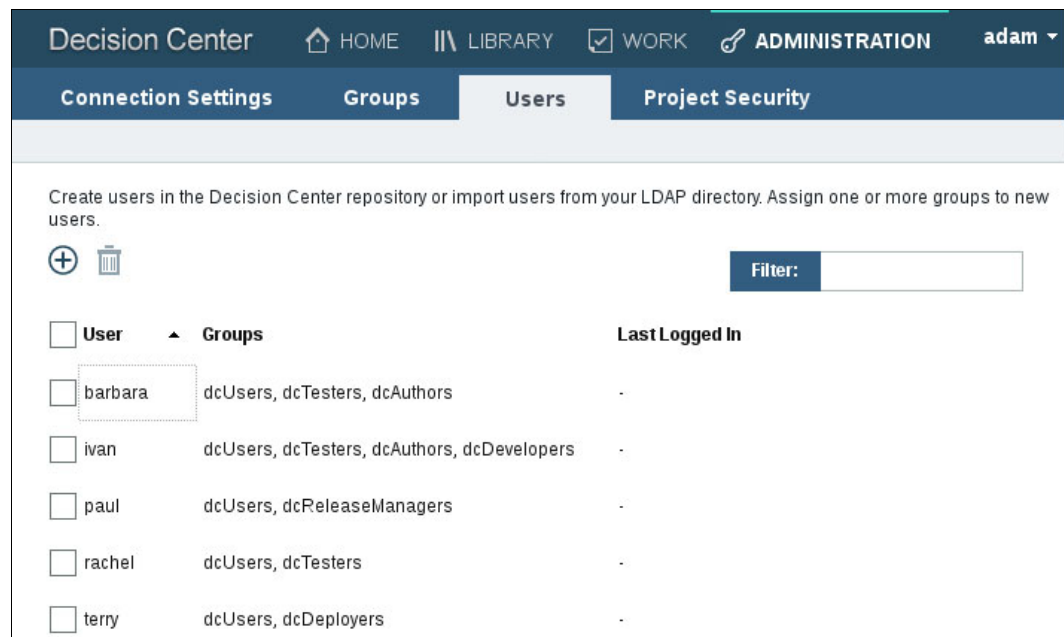 Decision Center HOME LIBRARY WORK ADMINISTRATION adam
Connection Settings Groups Users Project Security
Create users in the Decision Center repository or import users from your LDAP directory. Assign one or more groups to new
users.
Filter:
User Groups Last Logged In
barbara dcUsers, dcTesters, dcAuthors -
ivan dcUsers, dcTesters, dcAuthors, dcDevelopers -
paul dcUsers, dcReleaseManagers -
rachel dcUsers, dcTesters -
terry dcUsers, dcDeployers -